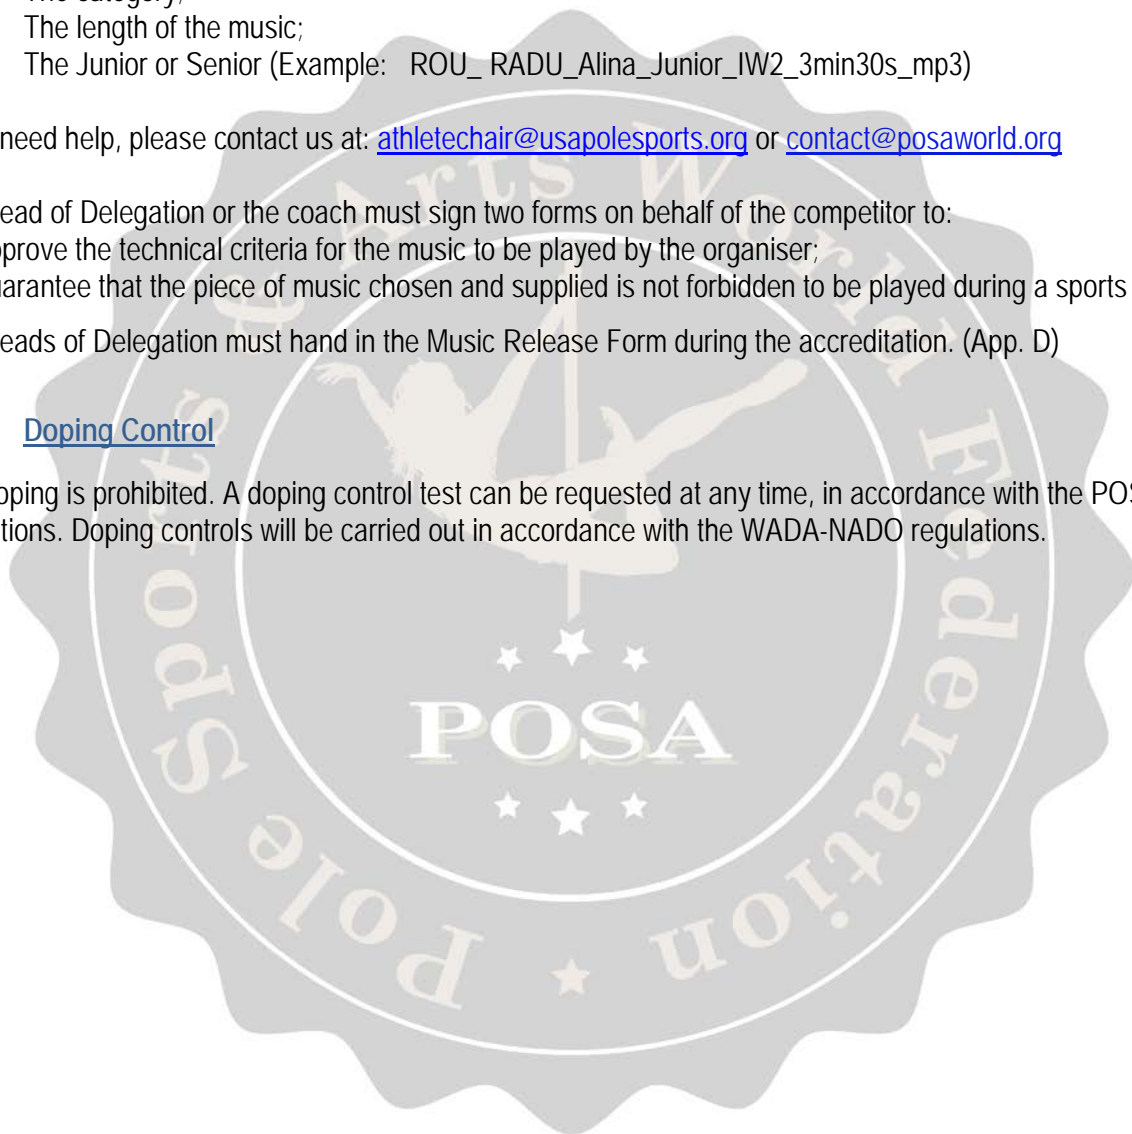 The category;
The length of the music;
The Junior or Senior (Example: ROU_ RADU_Alina_Junior_IW2_3min30s_mp3)
need help, please contact us at: athletechair@usapolesports.org or contact@posaworld.org
ead of Delegation or the coach must sign two forms on behalf of the competitor to:
prove the technical criteria for the music to be played by the organiser;
uarantee that the piece of music chosen and supplied is not forbidden to be played during a sports
eads of Delegation must hand in the Music Release Form during the accreditation. (App. D)
Doping Control
oping is prohibited. A doping control test can be requested at any time, in accordance with the POS
tions. Doping controls will be carried out in accordance with the WADA-NADO regulations.
Pole Sports & Arts World Federation
POSA